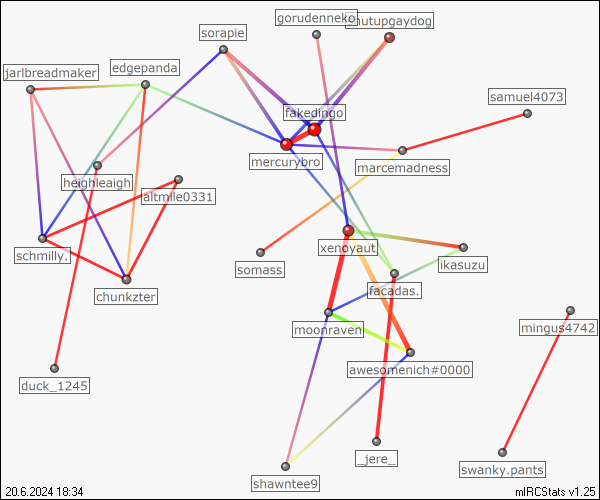 gorudenneko
hutupgaydog
sorapie
edgepanda
jarlbreadmaker
samuel4073
fakedingo
mercurybro
marcemadness
heighleaigh
altmile0331
xenoyaut
schmilly.
ikasuzu
somass
facadas.
chunkzter
moonraven
mingus4742
awesomenich#0000
duck_1245
_jere_
swanky.pants
shawntee9
20.6.2024 18:34
mIRCStats v1.25